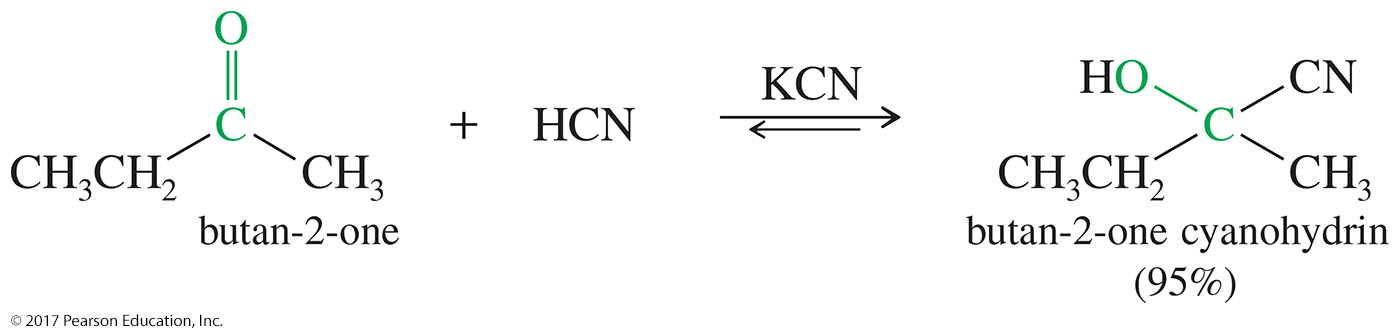 O
C
CH₃CH₂ CH₃
butan-2-one
+ HCN
KCN
HO CN
C
CH₃CH₂ CH₃
butan-2-one cyanohydrin
(95%)
© 2017 Pearson Education, Inc.